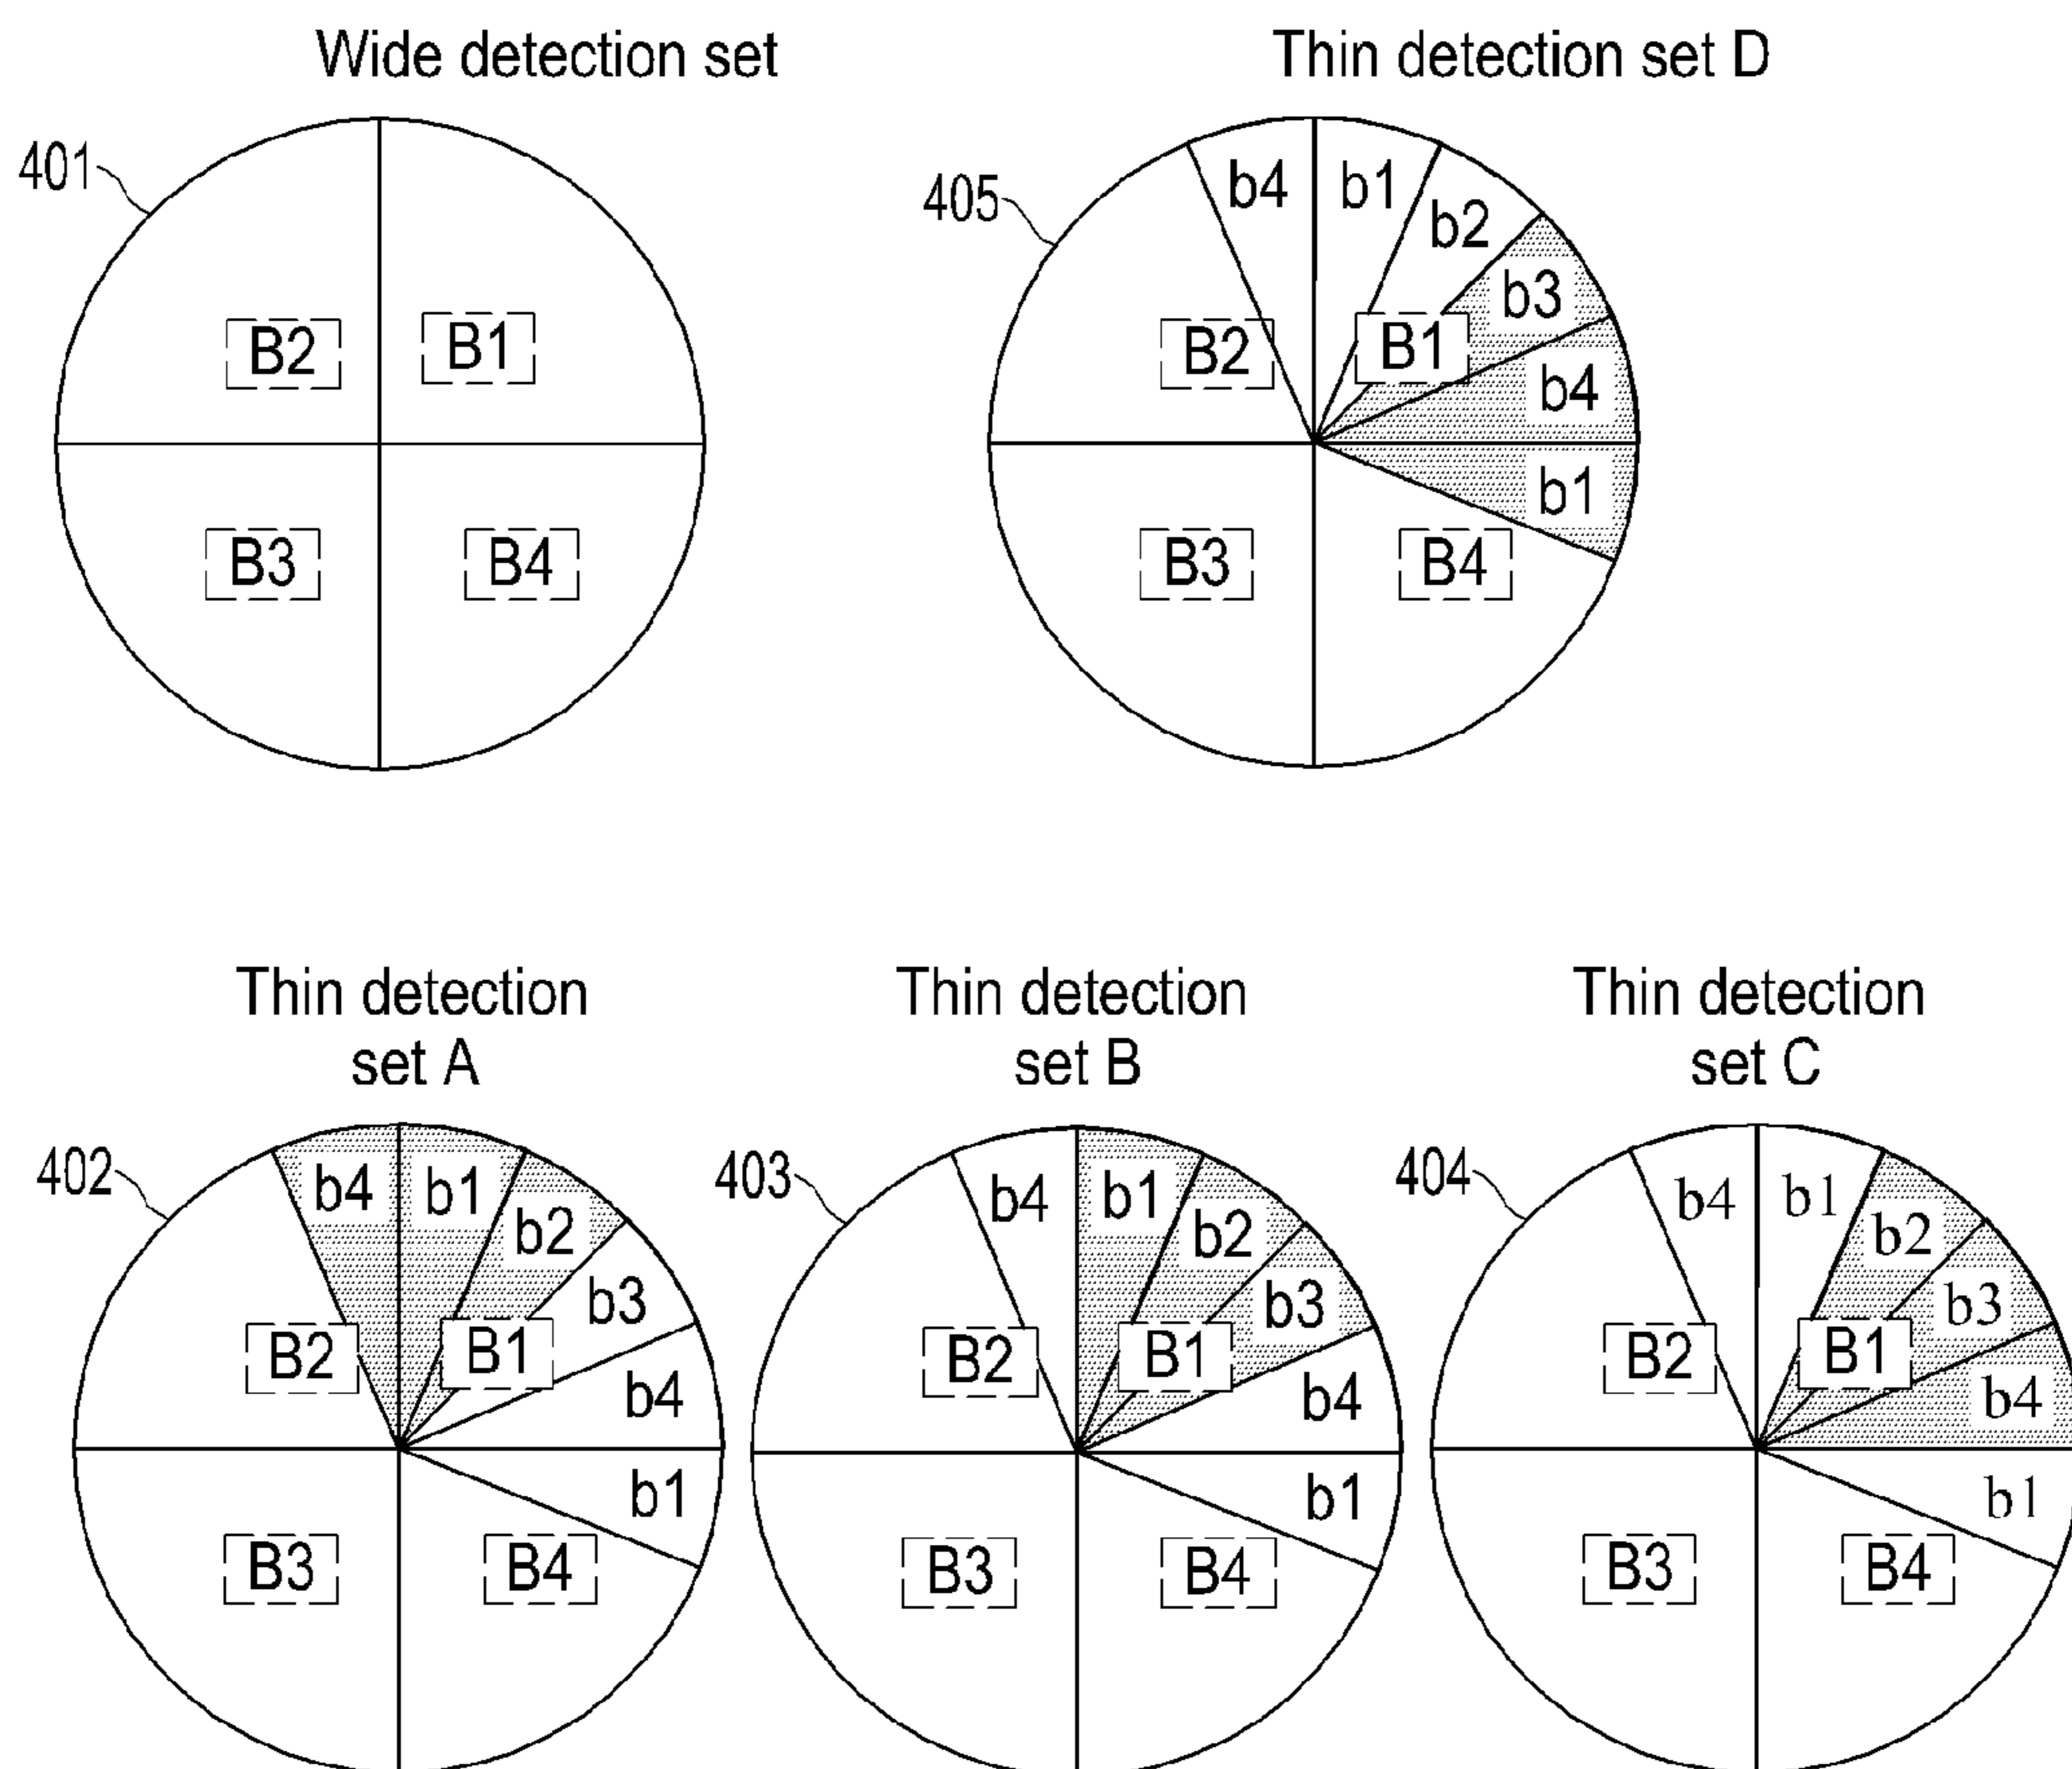 Wide detection set
401
B2
B1
B3
B4
Thin detection set D
405
b4
b1
b2
b3
b4
b1
B2
B1
B3
B4
Thin detection
set A
402
b4
b1
b2
b3
b4
b1
B2
B1
B3
B4
Thin detection
set B
403
b4
b1
b2
b3
b4
b1
B2
B1
B3
B4
Thin detection
set C
404
b4
b1
b2
b3
b4
b1
B2
B1
B3
B4